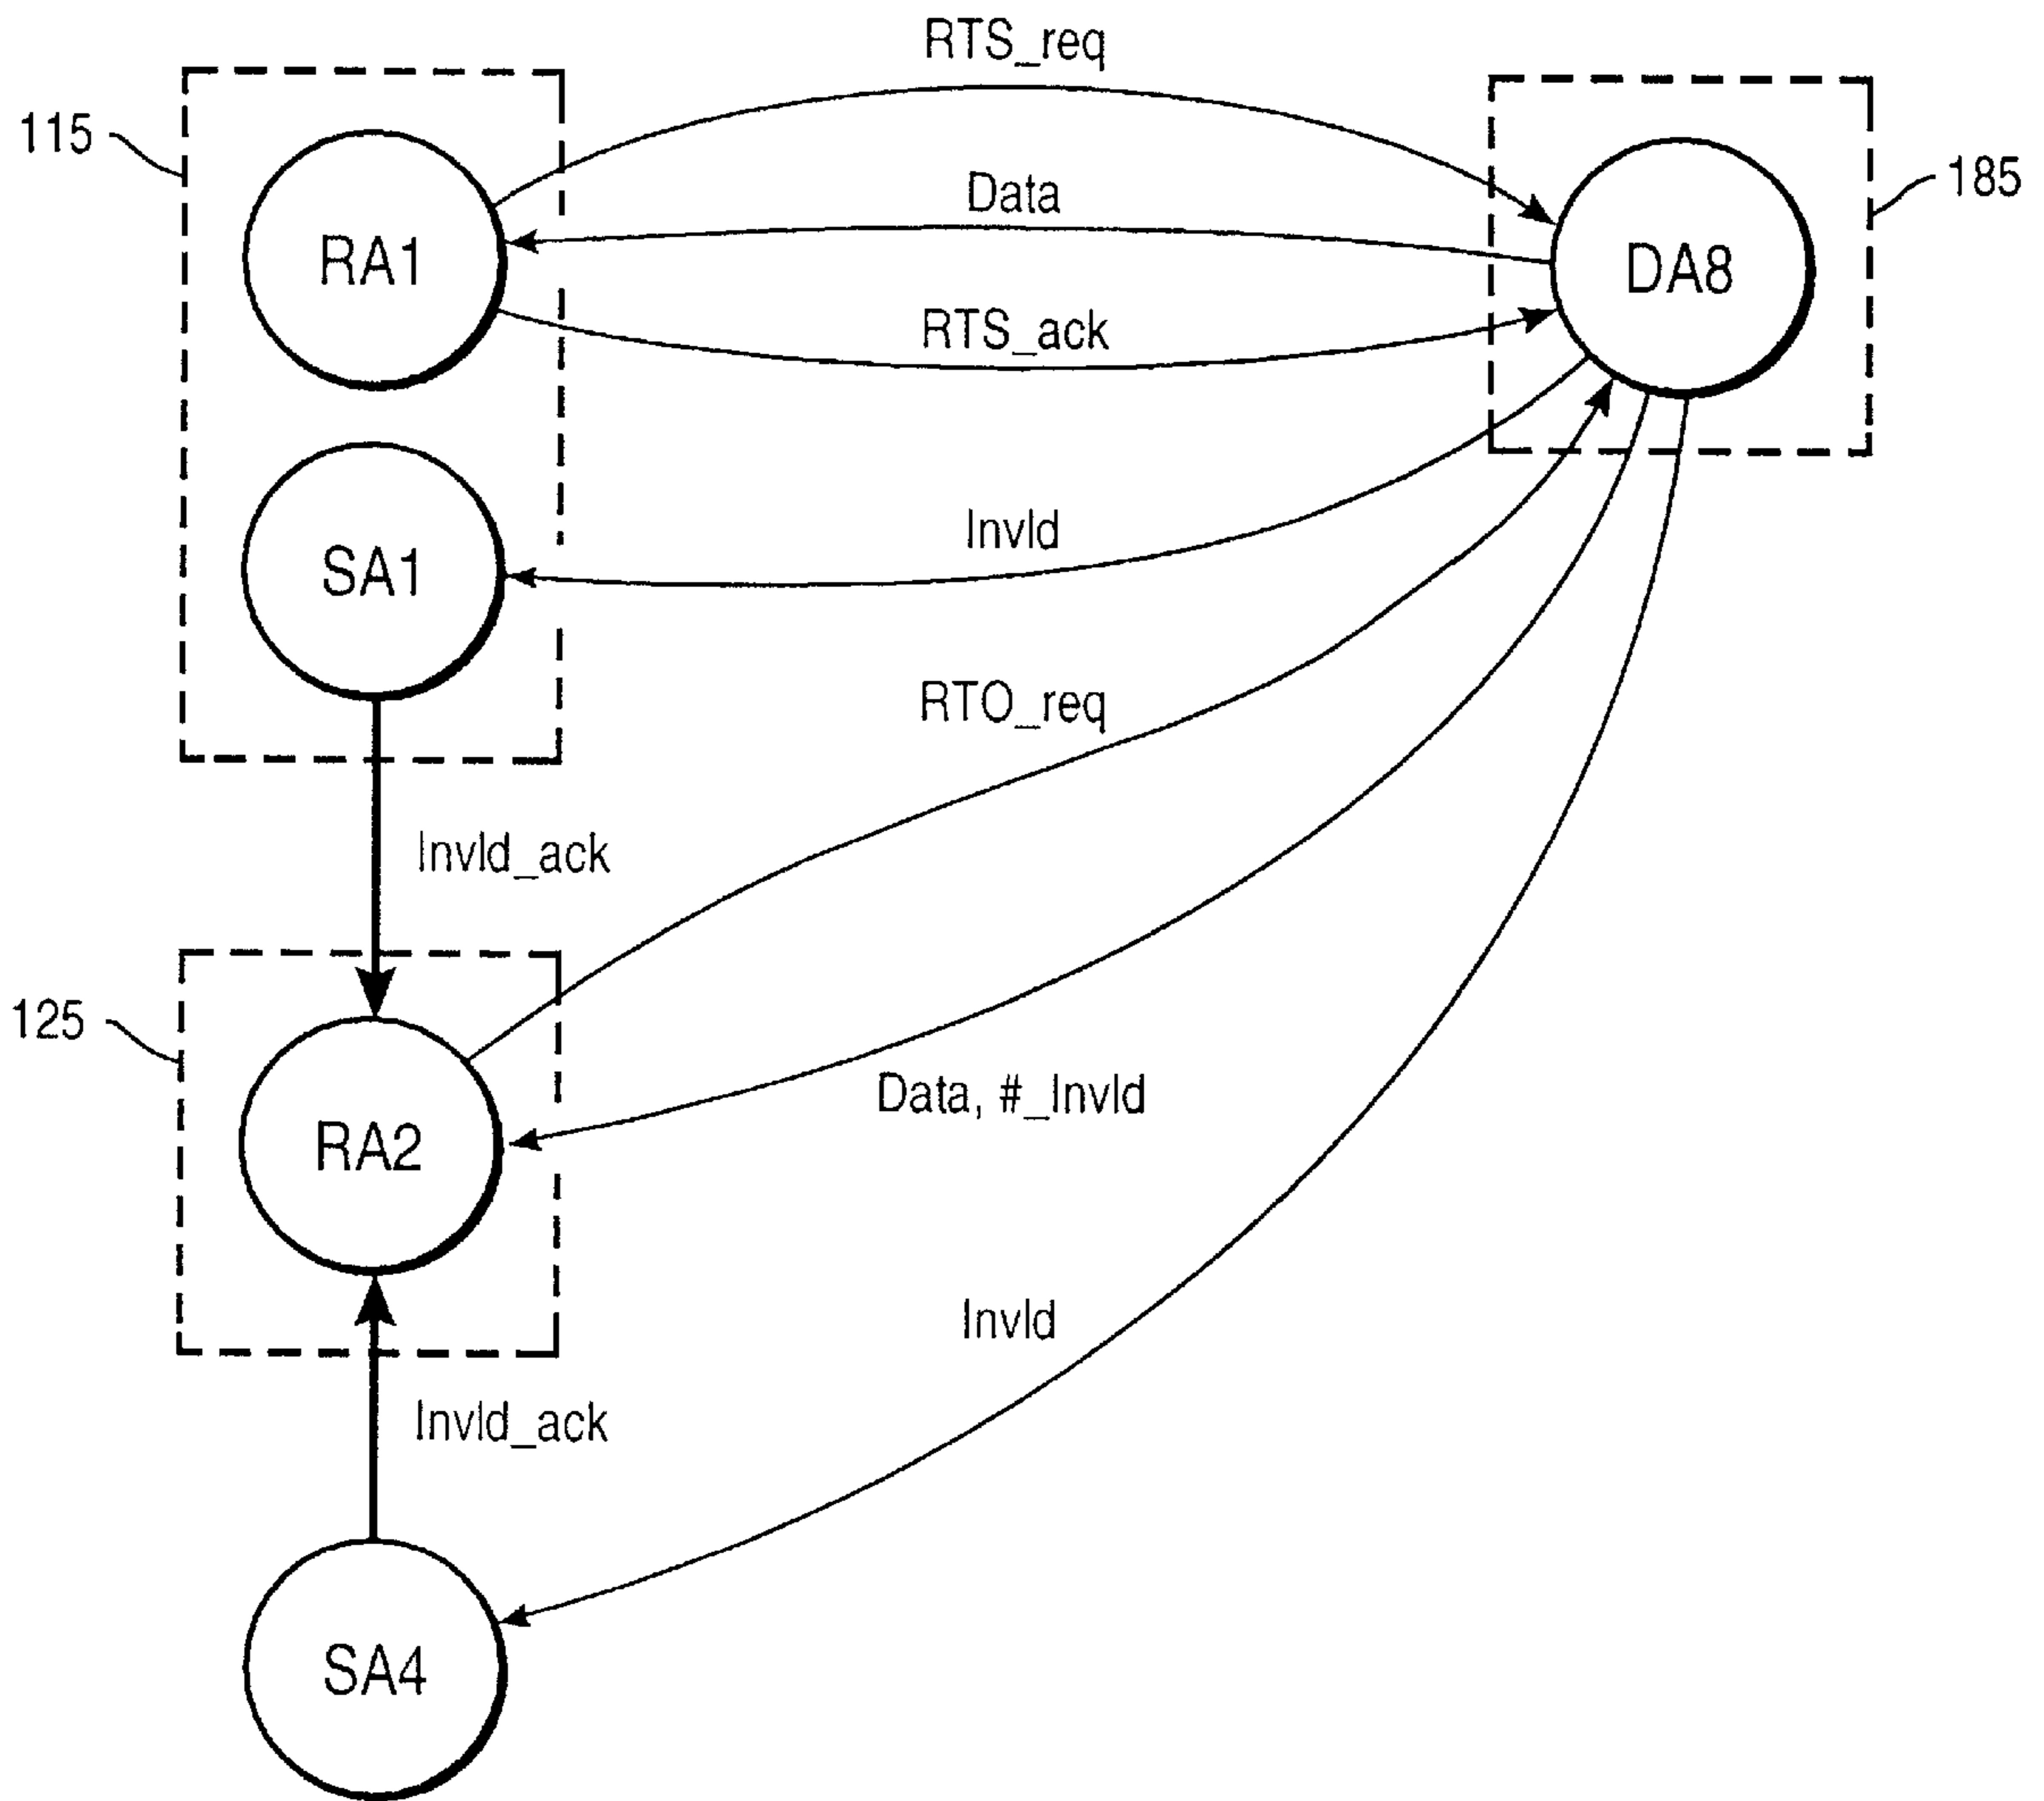 RTS_req
115
185
Data
RA1
DA8
RTS_ack
Invld
SA1
RTO_req
Invld_ack
125
Data, #_Invld
RA2
Invld
Invld_ack
SA4